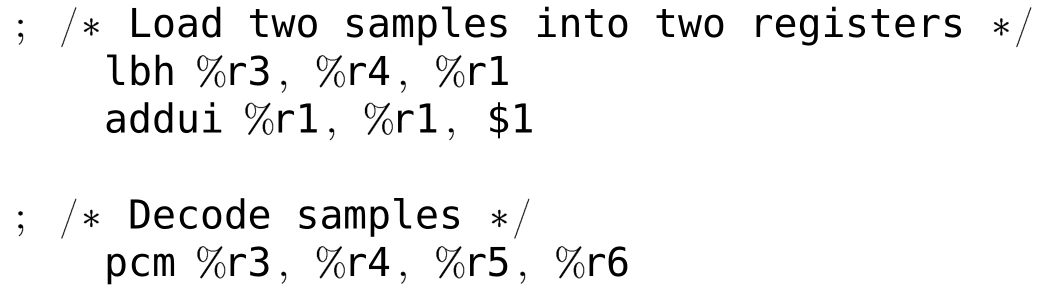 ; /* Load two samples into two registers */
lbh %r3, %r4, %r1
addui %r1, %r1, $1
; /* Decode samples */
pcm %r3, %r4, %r5, %r6